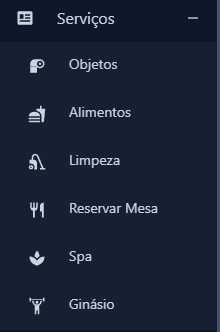 Serviços
Objetos
Alimentos
Limpeza
Reservar Mesa
Spa
Ginásio